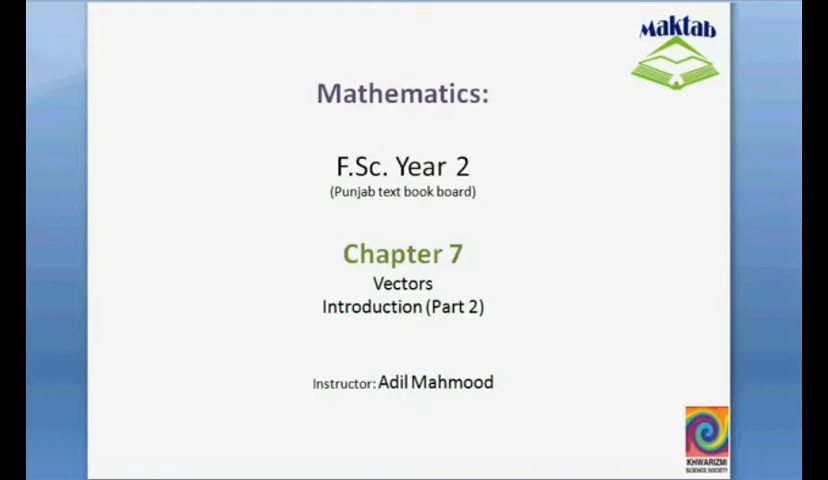 Maktab
Mathematics:
F.Sc. Year 2
(Punjab text book board)
Chapter 7
Vectors
Introduction (Part 2)
Instructor: Adil Mahmood
KHWARIZMI
SCIENCE SOCIETY